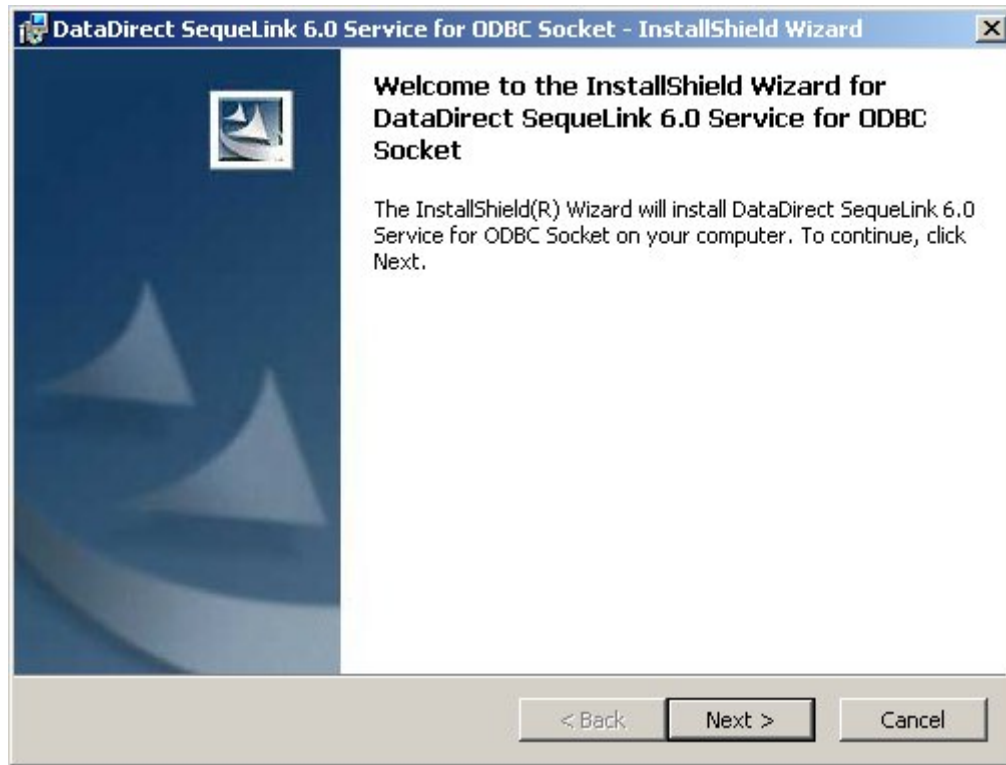 DataDirect SequeLink 6.0 Service for ODBC Socket - InstallShield Wizard
Welcome to the InstallShield Wizard for
DataDirect SequeLink 6.0 Service for ODBC
Socket
The InstallShield(R) Wizard will install DataDirect SequeLink 6.0
Service for ODBC Socket on your computer. To continue, click
Next.
< Back
Next >
Cancel